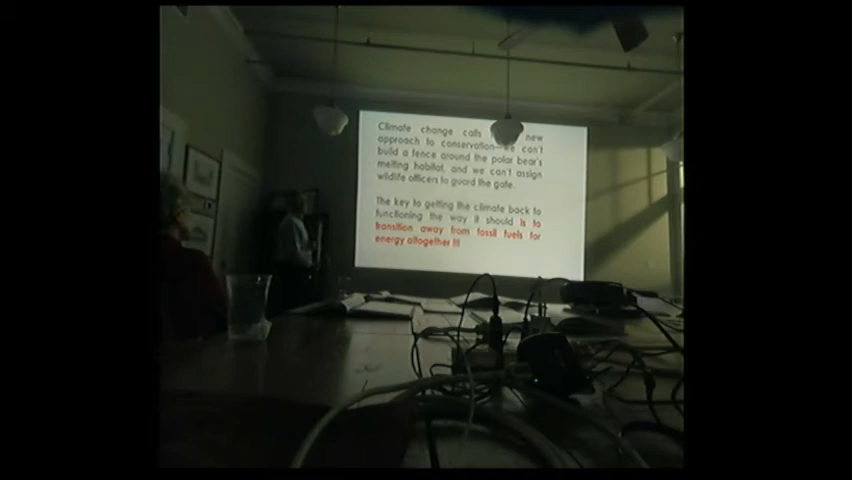 Climate change calls new
approach to conservation—we can't
build a fence around the polar bear's
melting habitat, and we can't assign
wildlife officers to guard the gate.
The key to getting the climate back to
functioning the way it should is to
transition away from fossil fuels for
energy altogether !!!